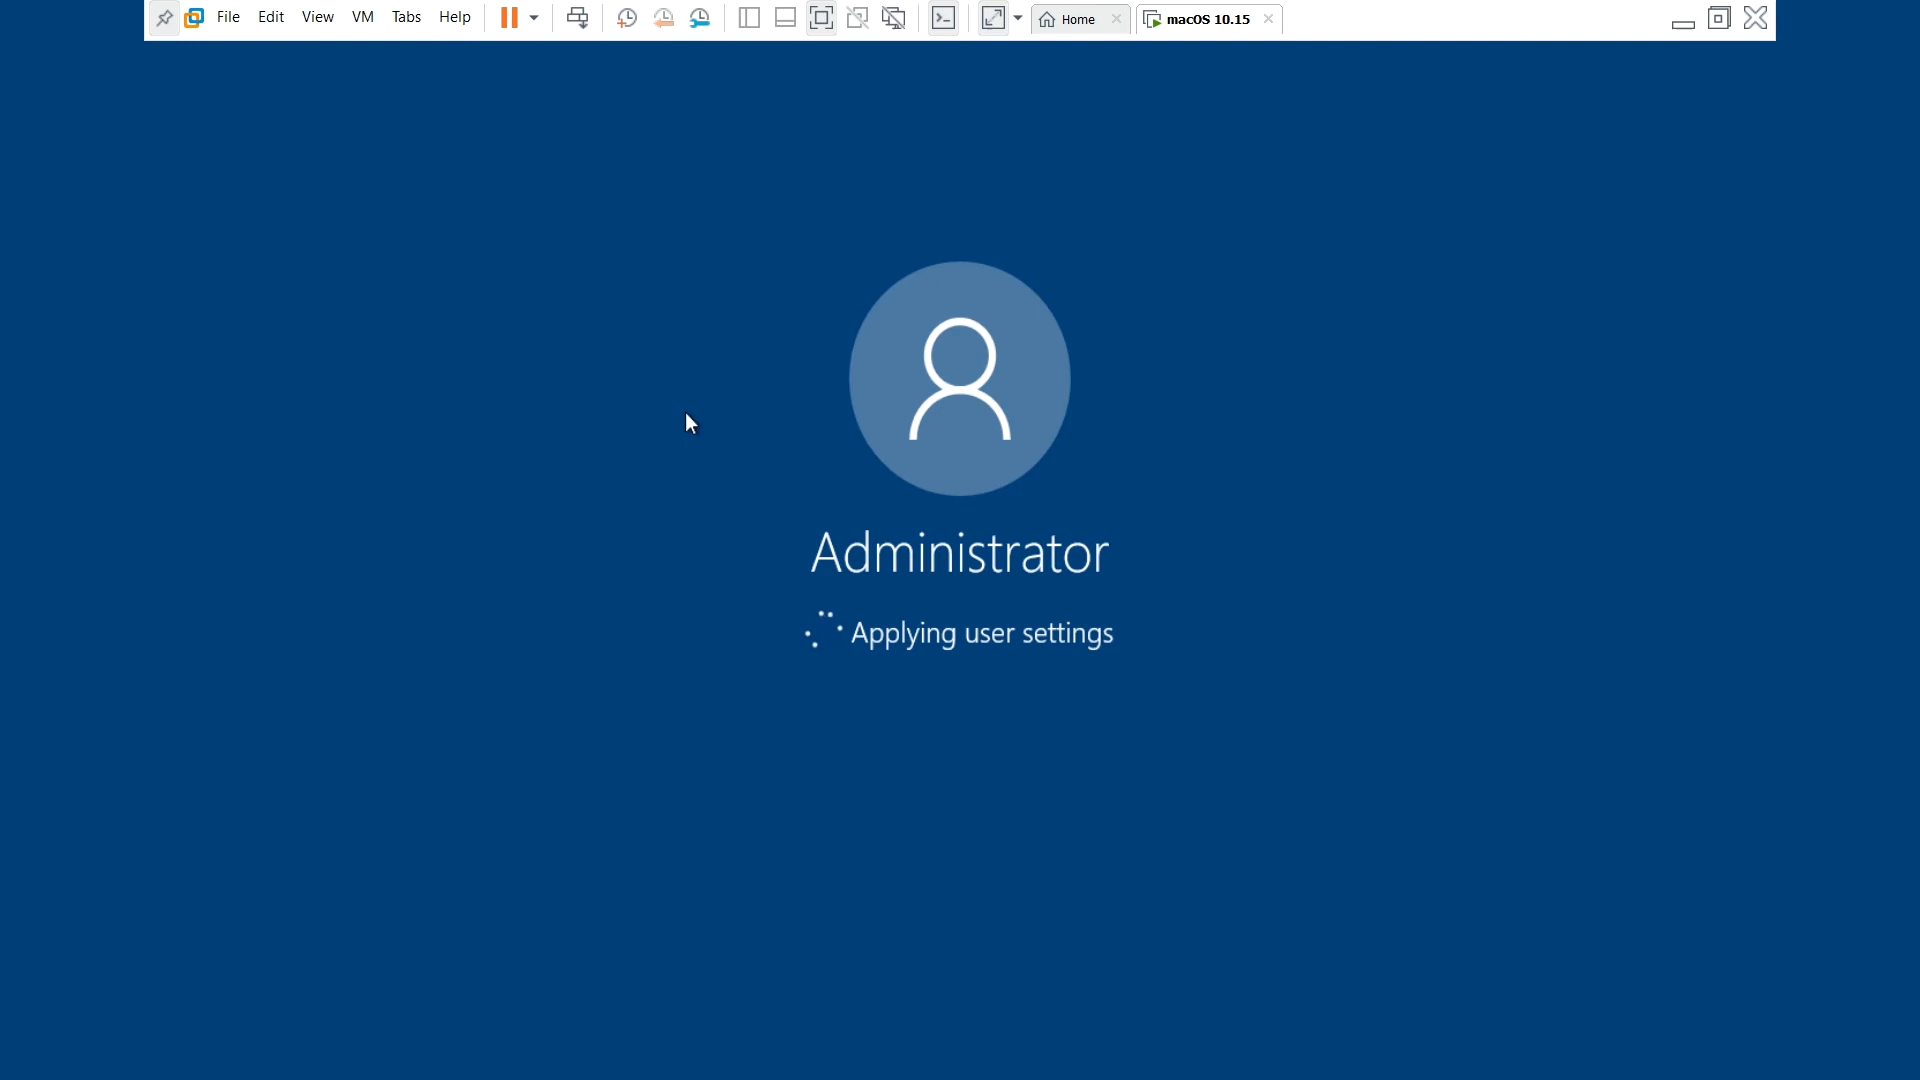 File Edit View VM Tabs Help Home macOS 10.15
Administrator
Applying user settings